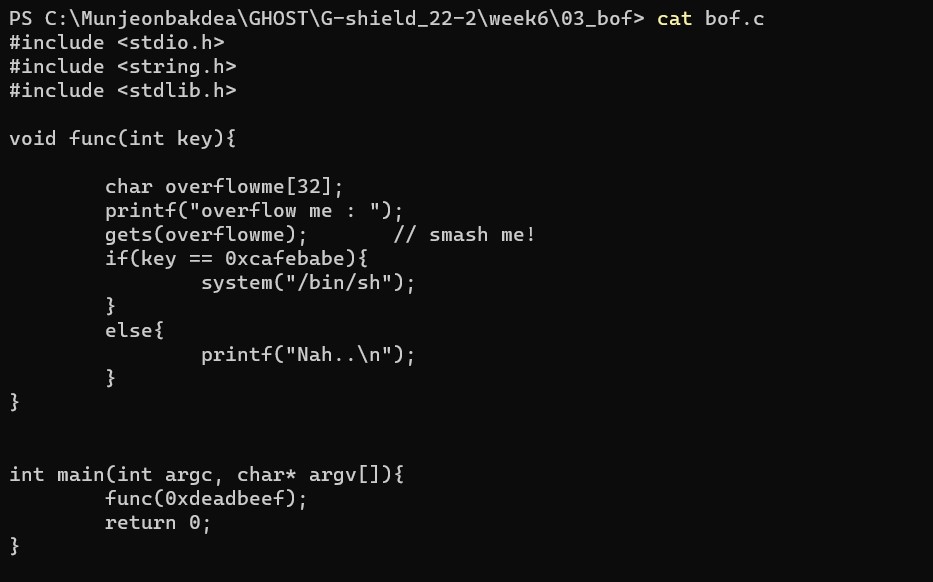 PS C:\Munjeonbakdea\GHOST\G-shield_22-2\week6\03_bof> cat bof.c
#include <stdio.h>
#include <string.h>
#include <stdlib.h>

void func(int key){

        char overflowme[32];
        printf("overflow me : ");
        gets(overflowme);       // smash me!
        if(key == 0xcafebabe){
                system("/bin/sh");
        }
        else{
                printf("Nah..\n");
        }
}


int main(int argc, char* argv[]){
        func(0xdeadbeef);
        return 0;
}